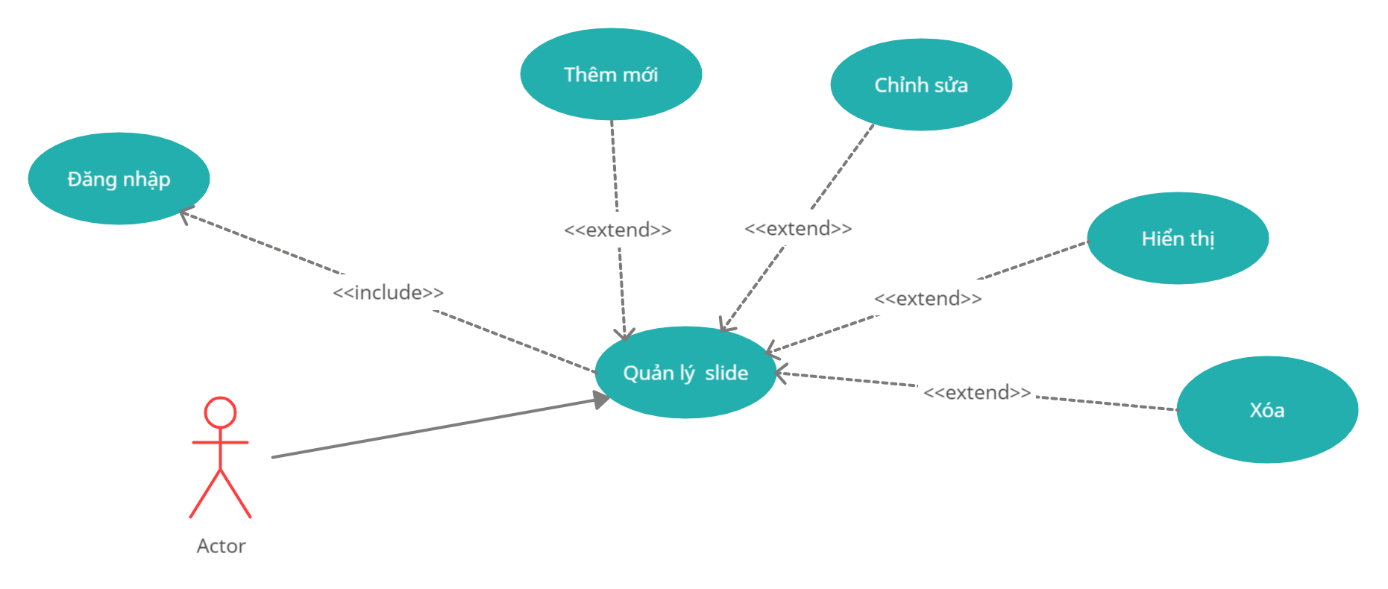 Thêm mới
Chỉnh sửa
Đăng nhập
<<extend>>
<<extend>>
Hiển thị
<<include>>
<<extend>>
Quản lý  slide
<<extend>>
Xóa
Actor